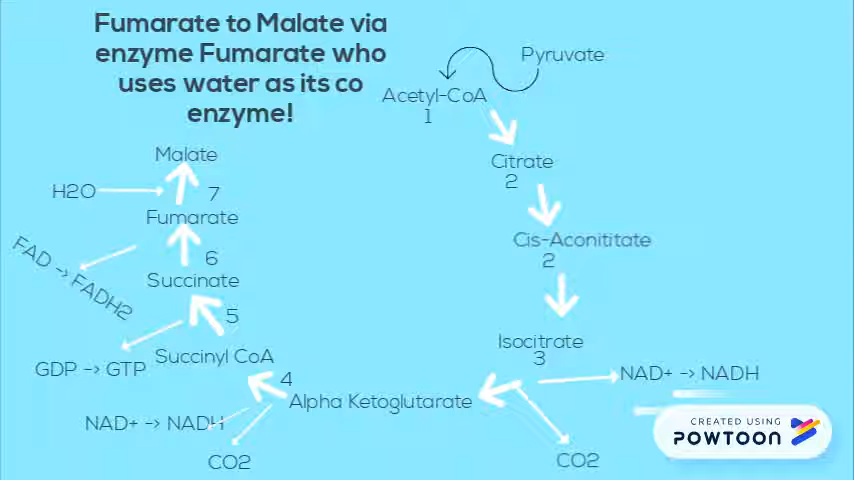 Fumarate to Malate via
enzyme Fumarate who
uses water as its co
enzyme!
Pyruvate
Acetyl-CoA
1
Citrate
2
Cis-Aconititate
2
Isocitrate
3
NAD+ -> NADH
CO2
Alpha Ketoglutarate
4
NAD+ -> NADH
CO2
Succinyl CoA
5
GDP -> GTP
Succinate
6
FAD -> FADH2
Fumarate
7
H2O
Malate
CREATED USING
POWTOON